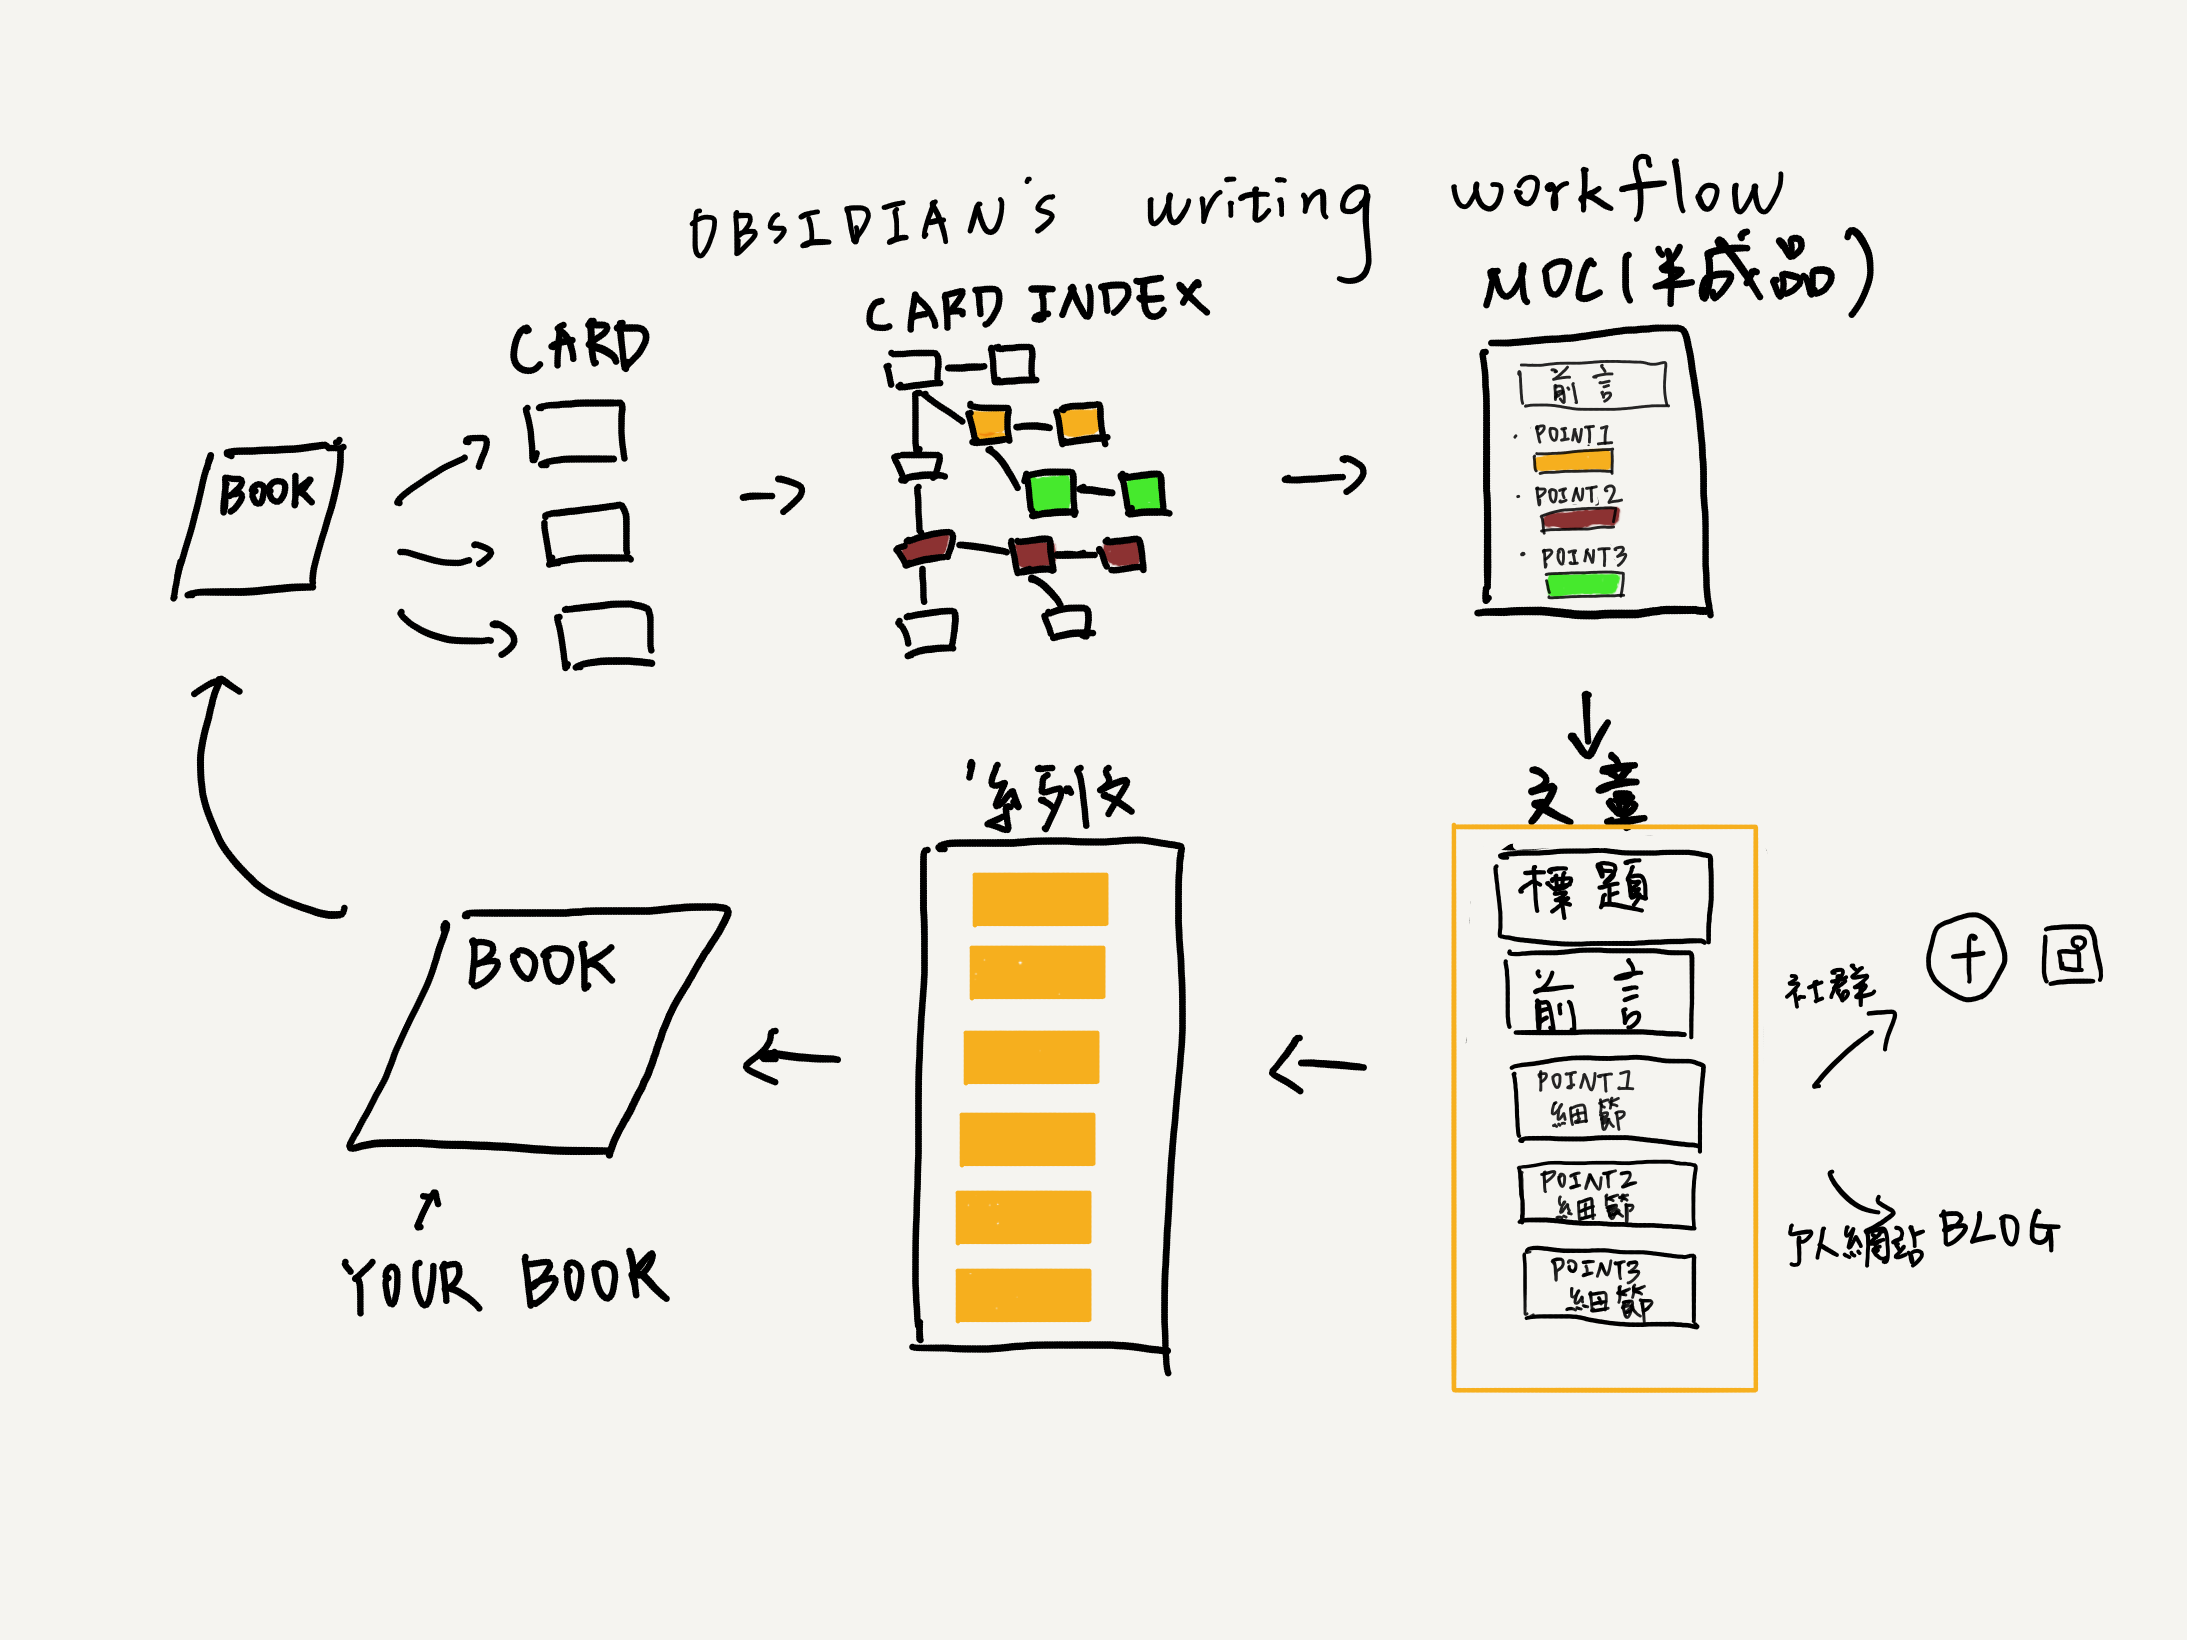 OBSIDIAN's writing workflow
CARD
CARD INDEX
MOC(半成品)
BOOK
前言
· POINT1
· POINT2
· POINT3
文章
標題
前言
POINT1
細節
POINT2
細節
POINT3
細節
社群
f
個人網站 BLOG
系列文
BOOK
YOUR BOOK